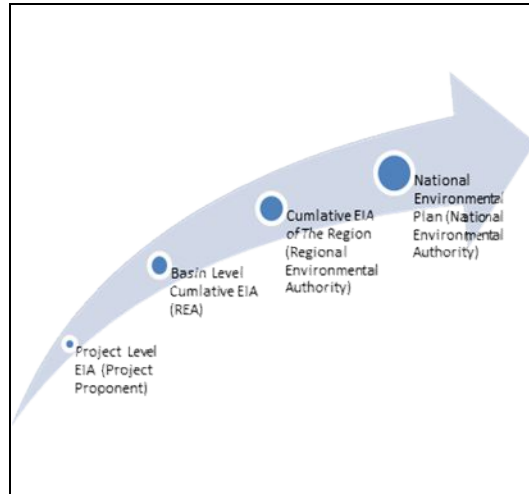 National
Environmental
Plan (National
Environmental
Authority)
Cumlative EIA
of The Region
(Regional
Environmental
Authority)
Basin Level
Cumlative EIA
(REA)
Project Level
EIA (Project
Proponent)